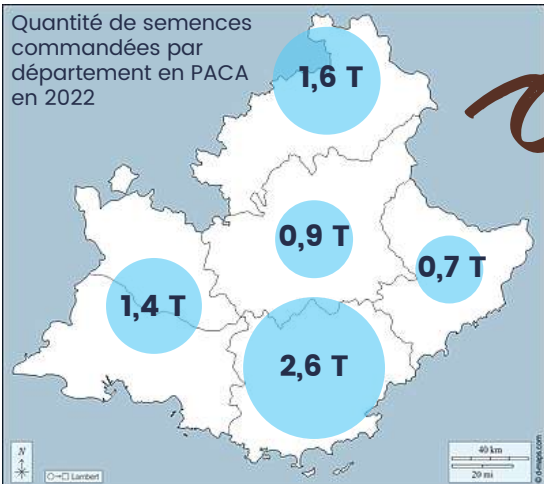 Quantité de semences
commandées par
département en PACA
en 2022
1,6 T
0,9 T
0,7 T
1,4 T
2,6 T
N
Lambert
40 km
20 mi
© d-maps.com